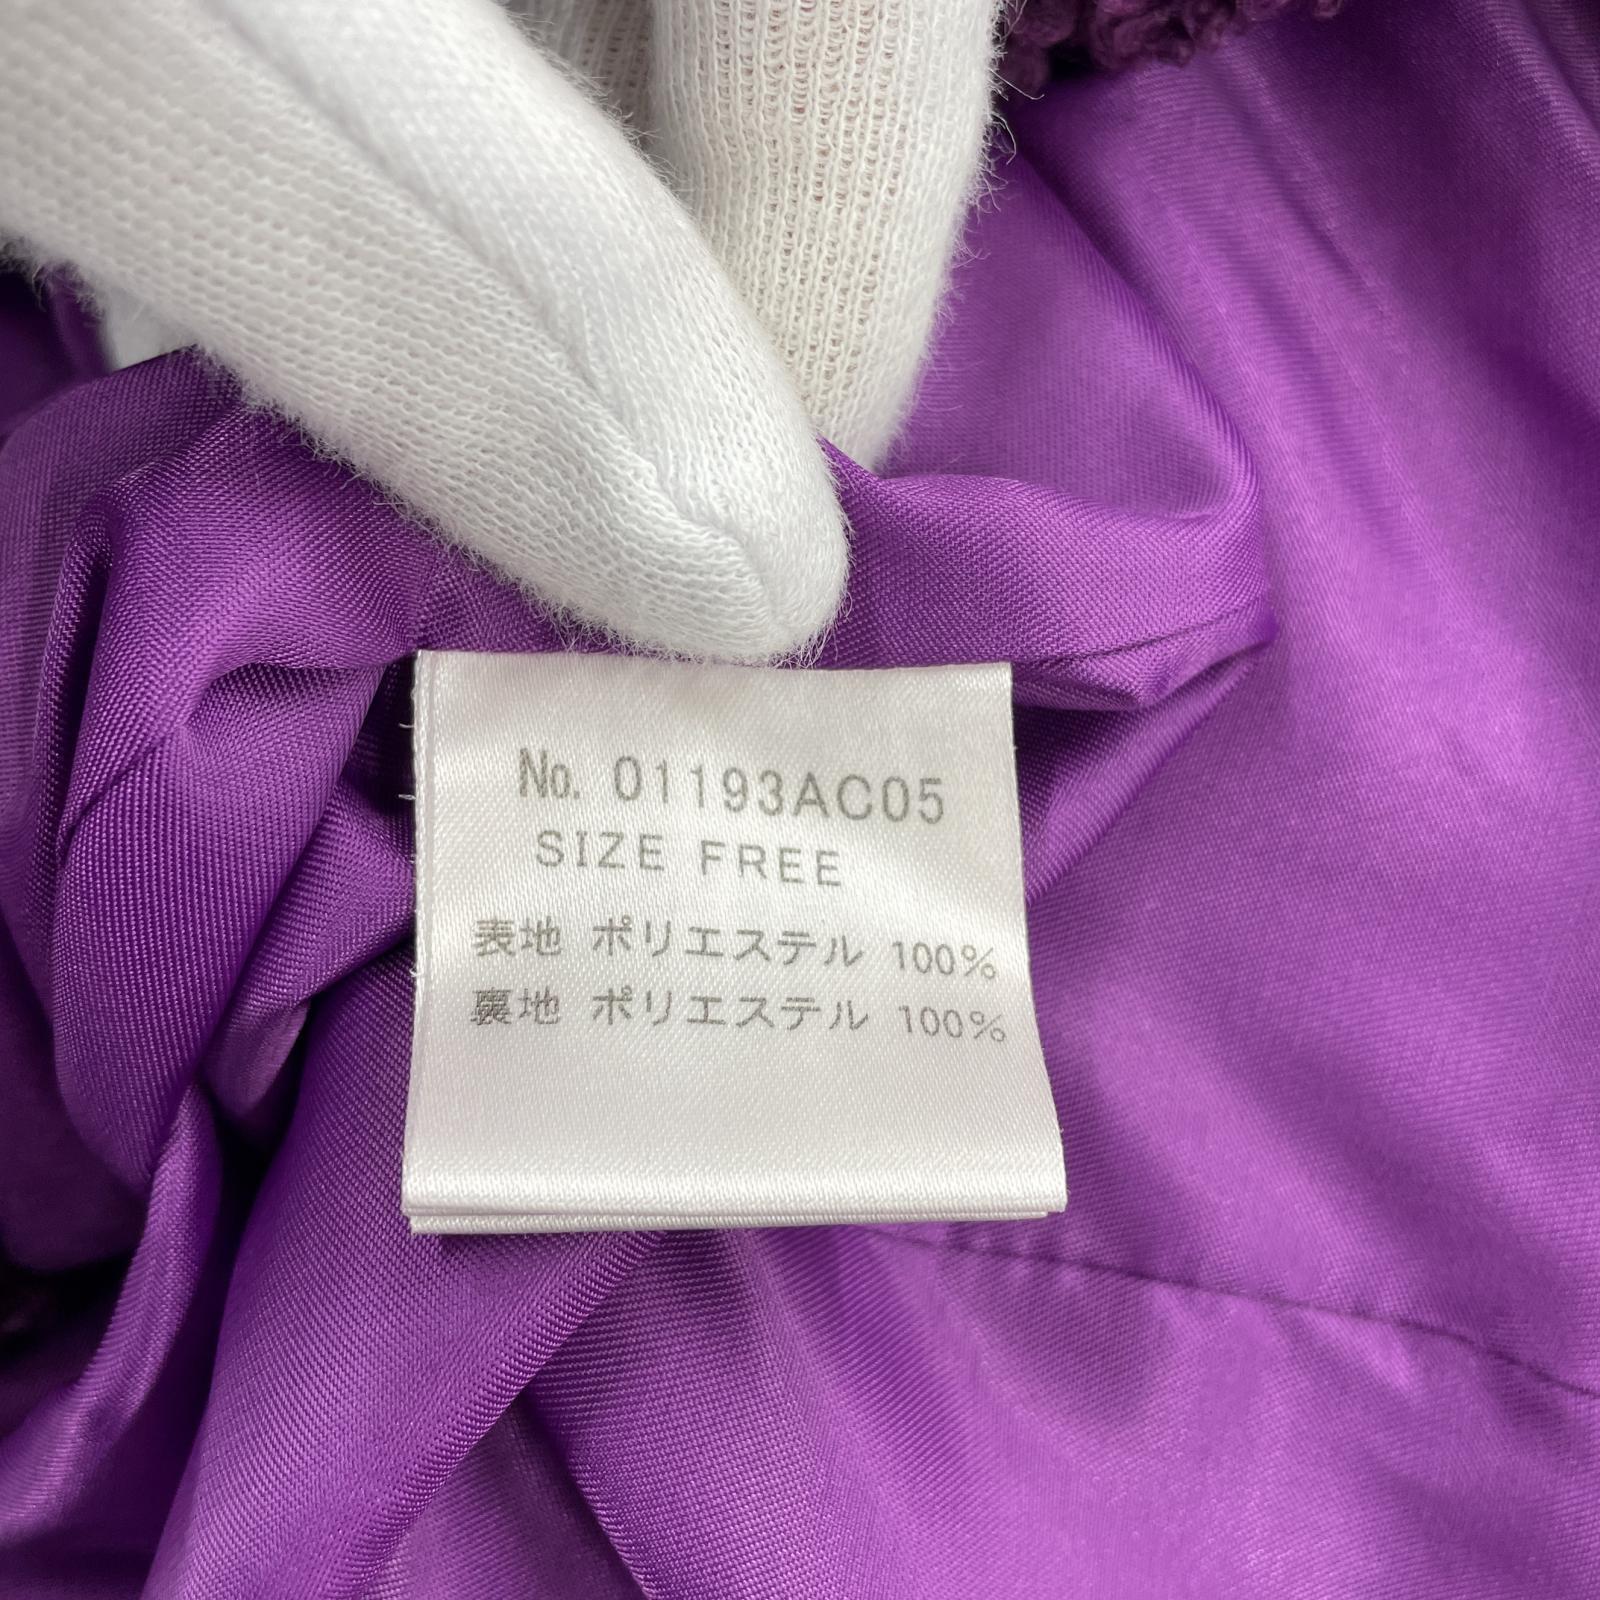 No. 01193AC05
SIZE FREE
表地 ポリエステル 100%
裏地 ポリエステル 100%